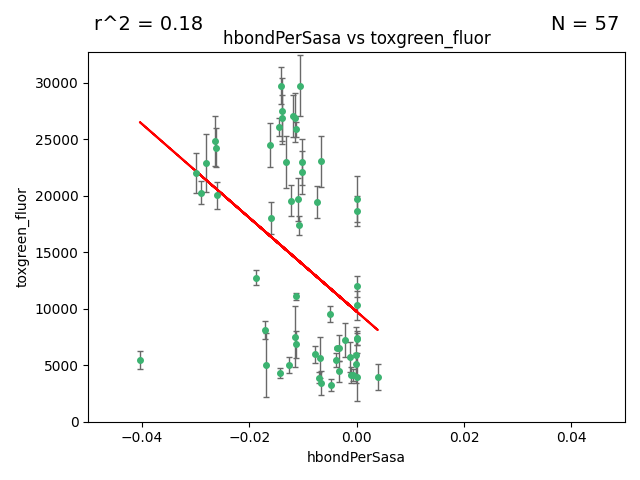 r^2 = 0.18
N = 57
hbondPerSasa vs toxgreen_fluor
toxgreen_fluor
30000
25000
20000
15000
10000
5000
0
−0.04
−0.02
0.00
0.02
0.04
hbondPerSasa